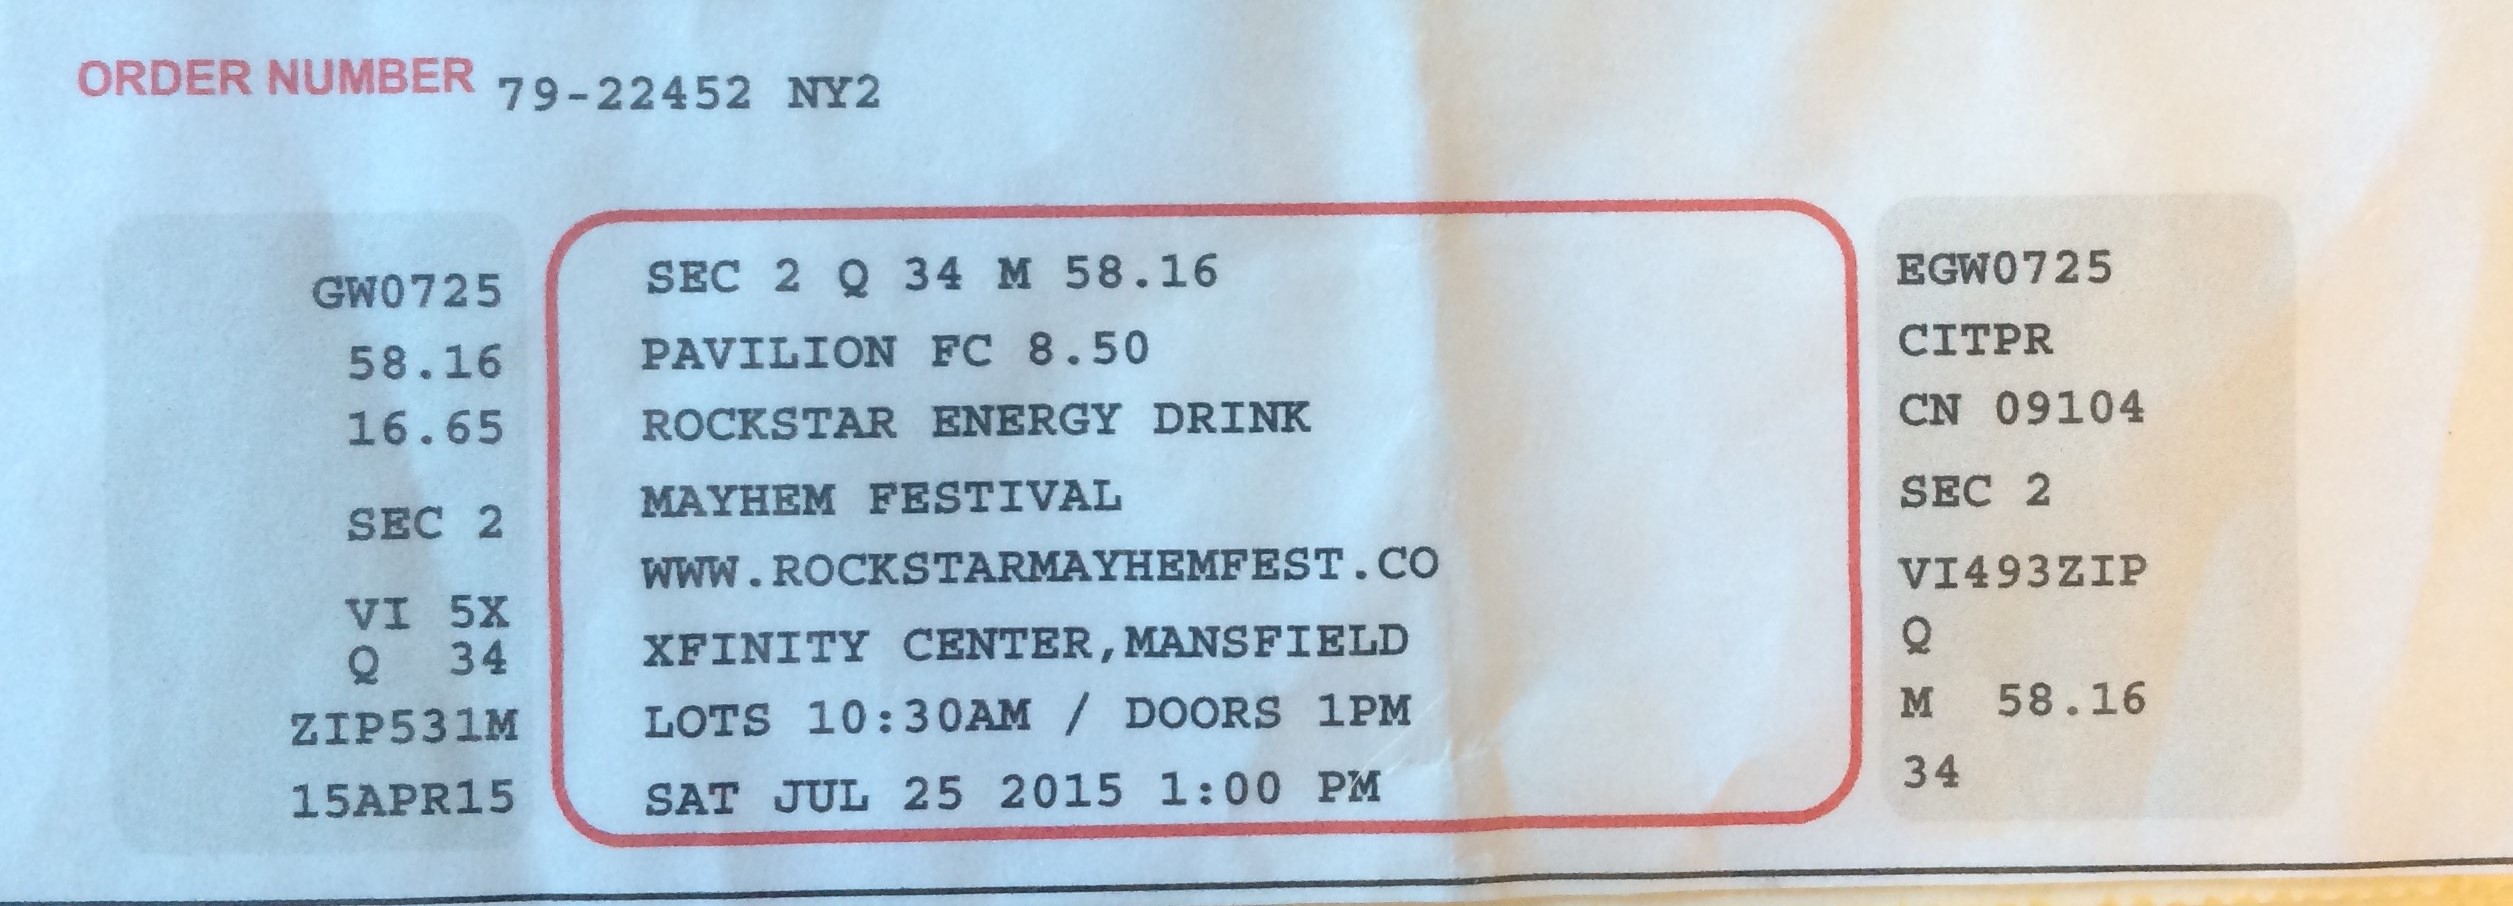 ORDER NUMBER 79-22452 NY2
GW0725
58.16
16.65
SEC 2
VI 5X
Q 34
ZIP531M
15APR15
SEC 2 Q 34 M 58.16
PAVILION FC 8.50
ROCKSTAR ENERGY DRINK
MAYHEM FESTIVAL
WWW.ROCKSTARMAYHEMFEST.CO
XFINITY CENTER,MANSFIELD
LOTS 10:30AM / DOORS 1PM
SAT JUL 25 2015 1:00 PM
EGW0725
CITPR
CN 09104
SEC 2
VI493ZIP
Q
M 58.16
34